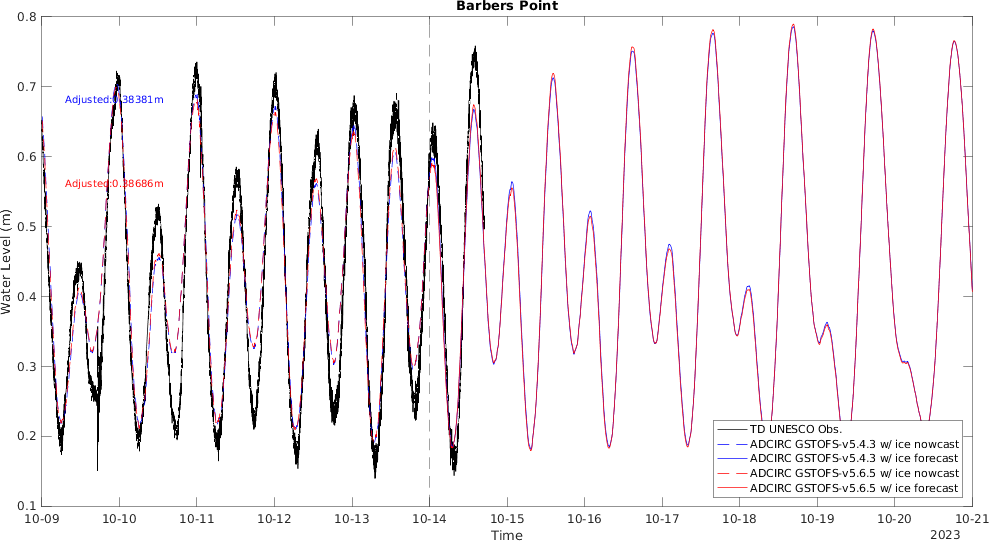 Barbers Point
0.8
0.7
0.6
0.5
0.4
0.3
0.2
0.1
Water Level (m)
Adjusted:0.38381m
Adjusted:0.38686m
TD UNESCO Obs.
ADCIRC GSTOFS-v5.4.3 w/ ice nowcast
ADCIRC GSTOFS-v5.4.3 w/ ice forecast
ADCIRC GSTOFS-v5.6.5 w/ ice nowcast
ADCIRC GSTOFS-v5.6.5 w/ ice forecast
10-09 10-10 10-11 10-12 10-13 10-14 10-15 10-16 10-17 10-18 10-19 10-20 10-21
Time
2023